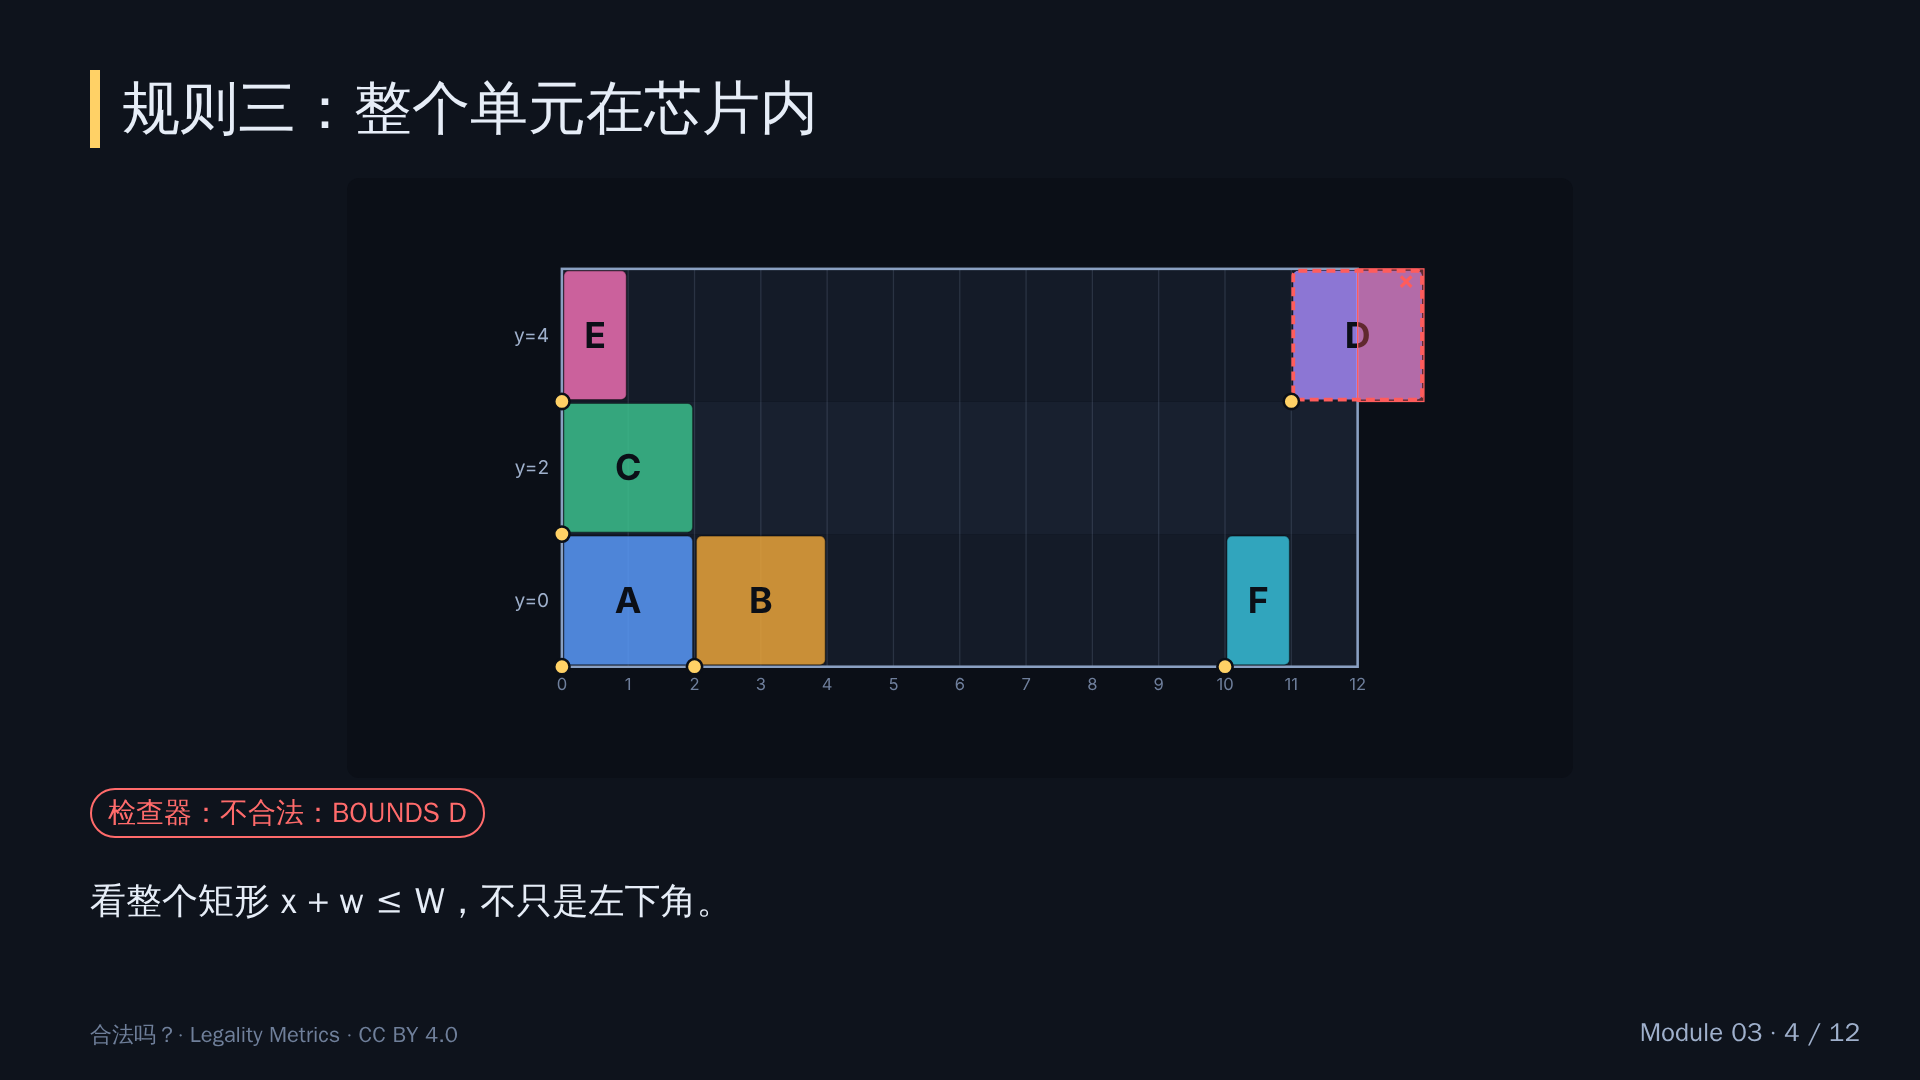 规则三：整个单元在芯片内
y=4
E
D
×
y=2
C
y=0
A
B
F
0 1 2 3 4 5 6 7 8 9 10 11 12
检查器：不合法：BOUNDS D
看整个矩形 x + w ≤ W，不只是左下角。
合法吗？· Legality Metrics · CC BY 4.0
Module 03 · 4 / 12